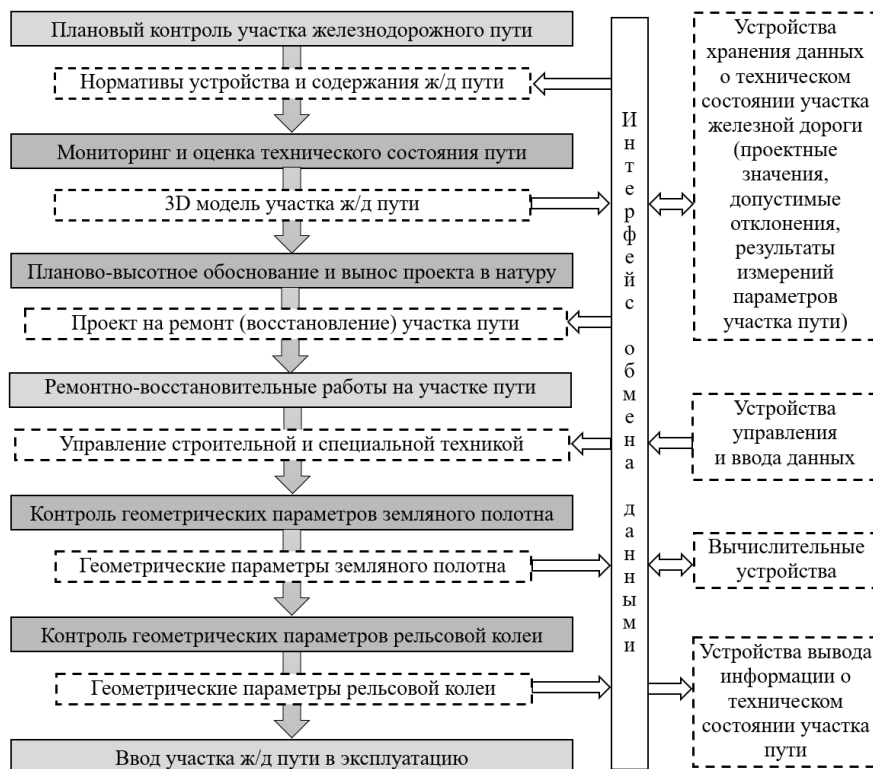 Плановый контроль участка железнодорожного пути
Нормативы устройства и содержания ж/д пути
Мониторинг и оценка технического состояния пути
3D модель участка ж/д пути
Планово-высотное обоснование и вынос проекта в натуру
Проект на ремонт (восстановление) участка пути
Ремонтно-восстановительные работы на участке пути
Управление строительной и специальной техникой
Контроль геометрических параметров земляного полотна
Геометрические параметры земляного полотна
Контроль геометрических параметров рельсовой колеи
Геометрические параметры рельсовой колеи
Ввод участка ж/д пути в эксплуатацию
Интерфейс обмена данными
Устройства
хранения данных
о техническом
состоянии участка
железной дороги
(проектные
значения,
допустимые
отклонения,
результаты
измерений
параметров
участка пути)
Устройства
управления
и ввода данных
Вычислительные
устройства
Устройства вывода
информации о
техническом
состоянии участка
пути